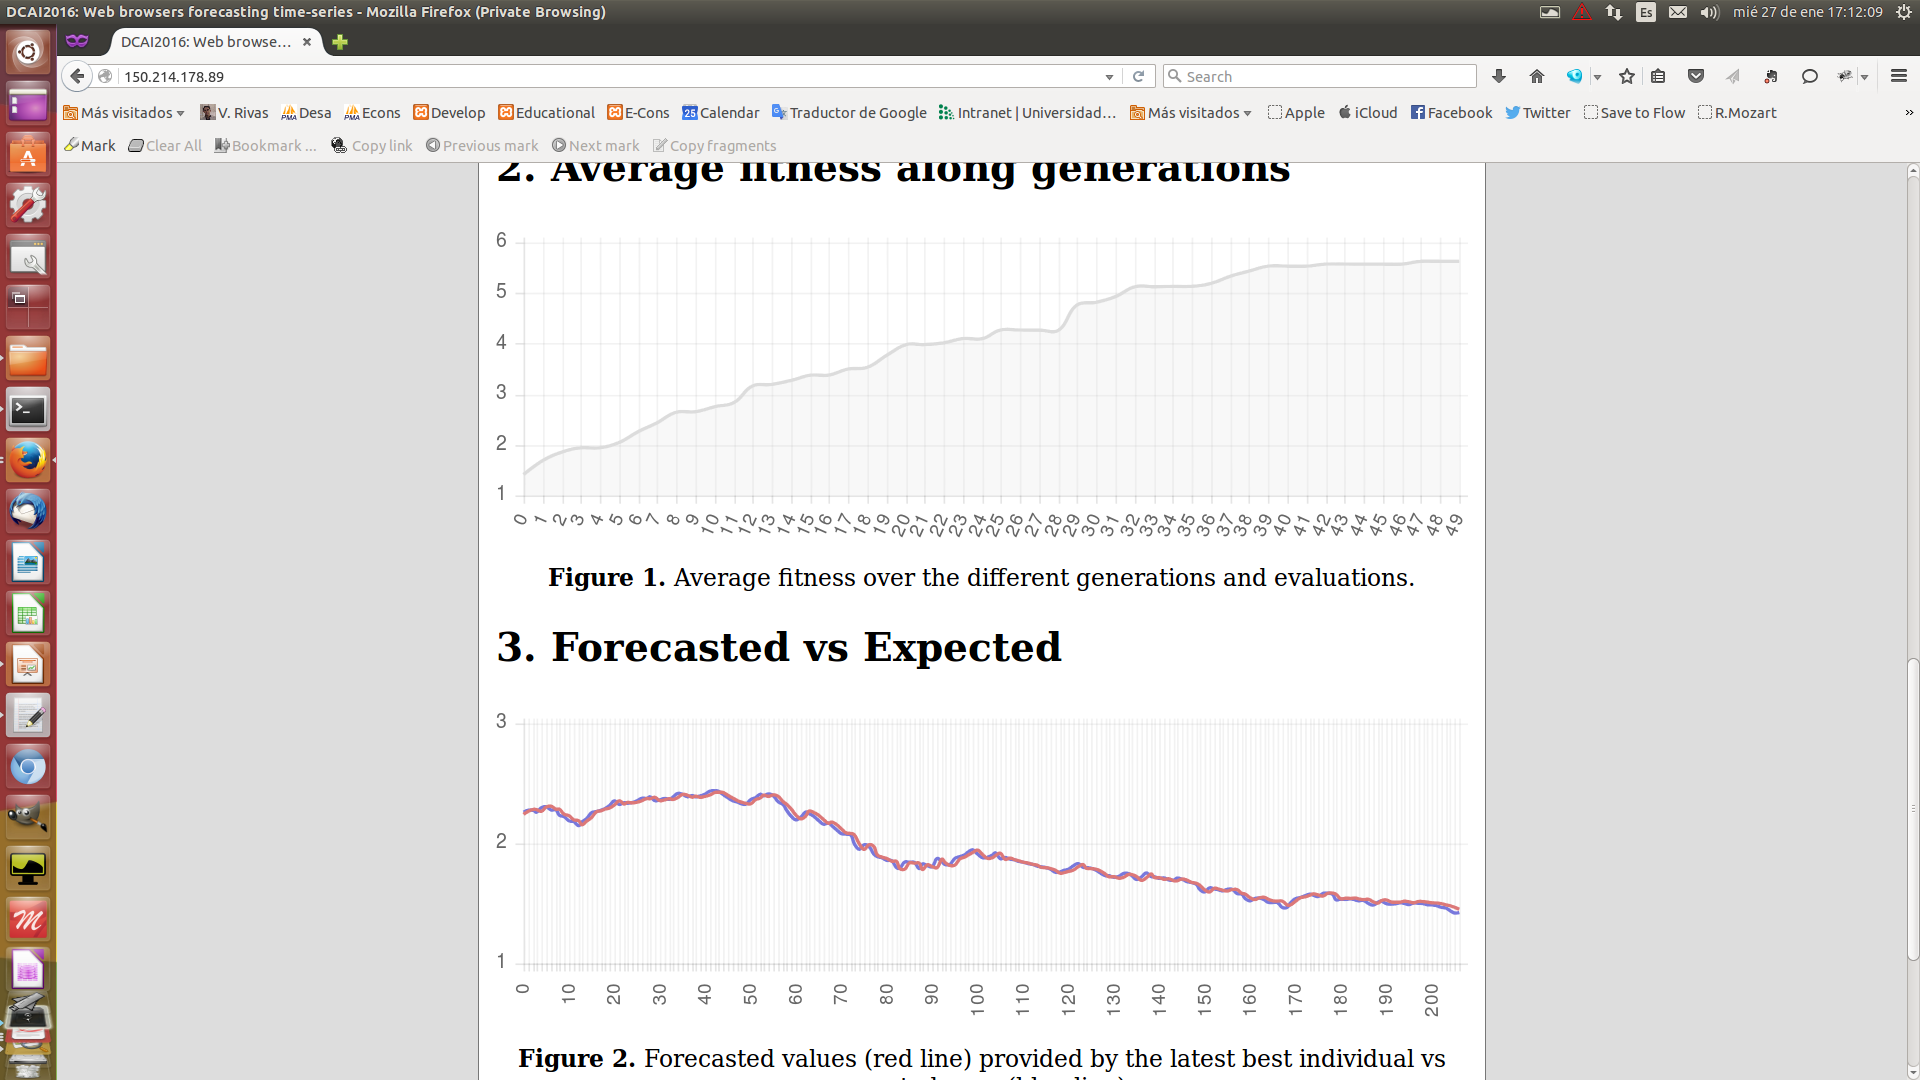 DCAI2016: Web browsers forecasting time-series - Mozilla Firefox (Private Browsing)
Es
mié 27 de ene 17:12:09
DCAI2016: Web browse...
150.214.178.89
Search
Más visitados
V. Rivas
Desa
Econs
Develop
Educational
E-Cons
25 Calendar
Traductor de Google
Intranet | Universidad...
Más visitados
Apple
iCloud
Facebook
Twitter
Save to Flow
R.Mozart
»
Mark
Clear All
Bookmark ...
Copy link
Previous mark
Next mark
Copy fragments
2. Average fitness along generations
6
5
4
3
2
1
0 1 2 3 4 5 6 7 8 9 10 11 12 13 14 15 16 17 18 19 20 21 22 23 24 25 26 27 28 29 30 31 32 33 34 35 36 37 38 39 40 41 42 43 44 45 46 47 48 49
Figure 1. Average fitness over the different generations and evaluations.
3. Forecasted vs Expected
3
2
1
0 10 20 30 40 50 60 70 80 90 100 110 120 130 140 150 160 170 180 190 200
Figure 2. Forecasted values (red line) provided by the latest best individual vs